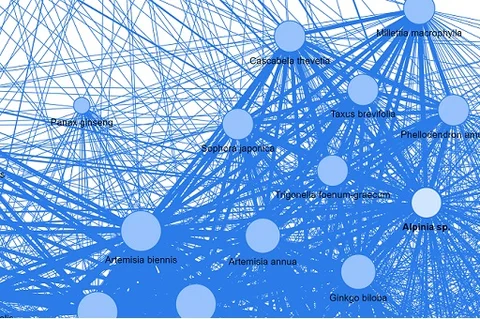 Millettia macrophylla
Cascabela thevetia
Taxus brevifolia
Panax ginseng
Phellodendron am
Sophora japonica
Trigonella foenum-graecum
Alpinia sp.
Artemisia biennis
Artemisia annua
Ginkgo biloba